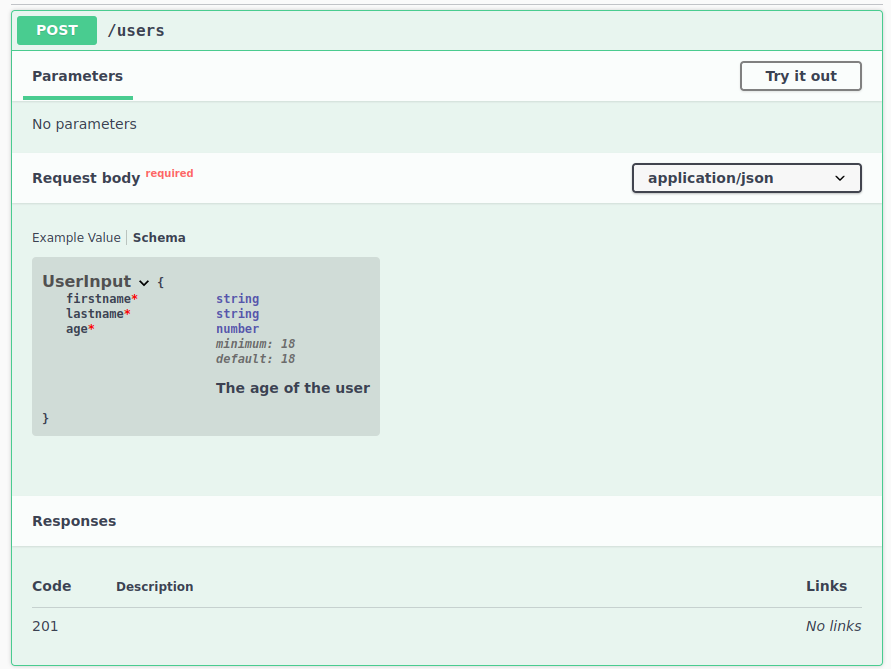 POST /users
Parameters Try it out
No parameters
Request body required application/json
Example Value Schema
UserInput {
firstname* string
lastname* string
age* number
minimum: 18
default: 18
The age of the user
}
Responses
Code Description Links
201 No links